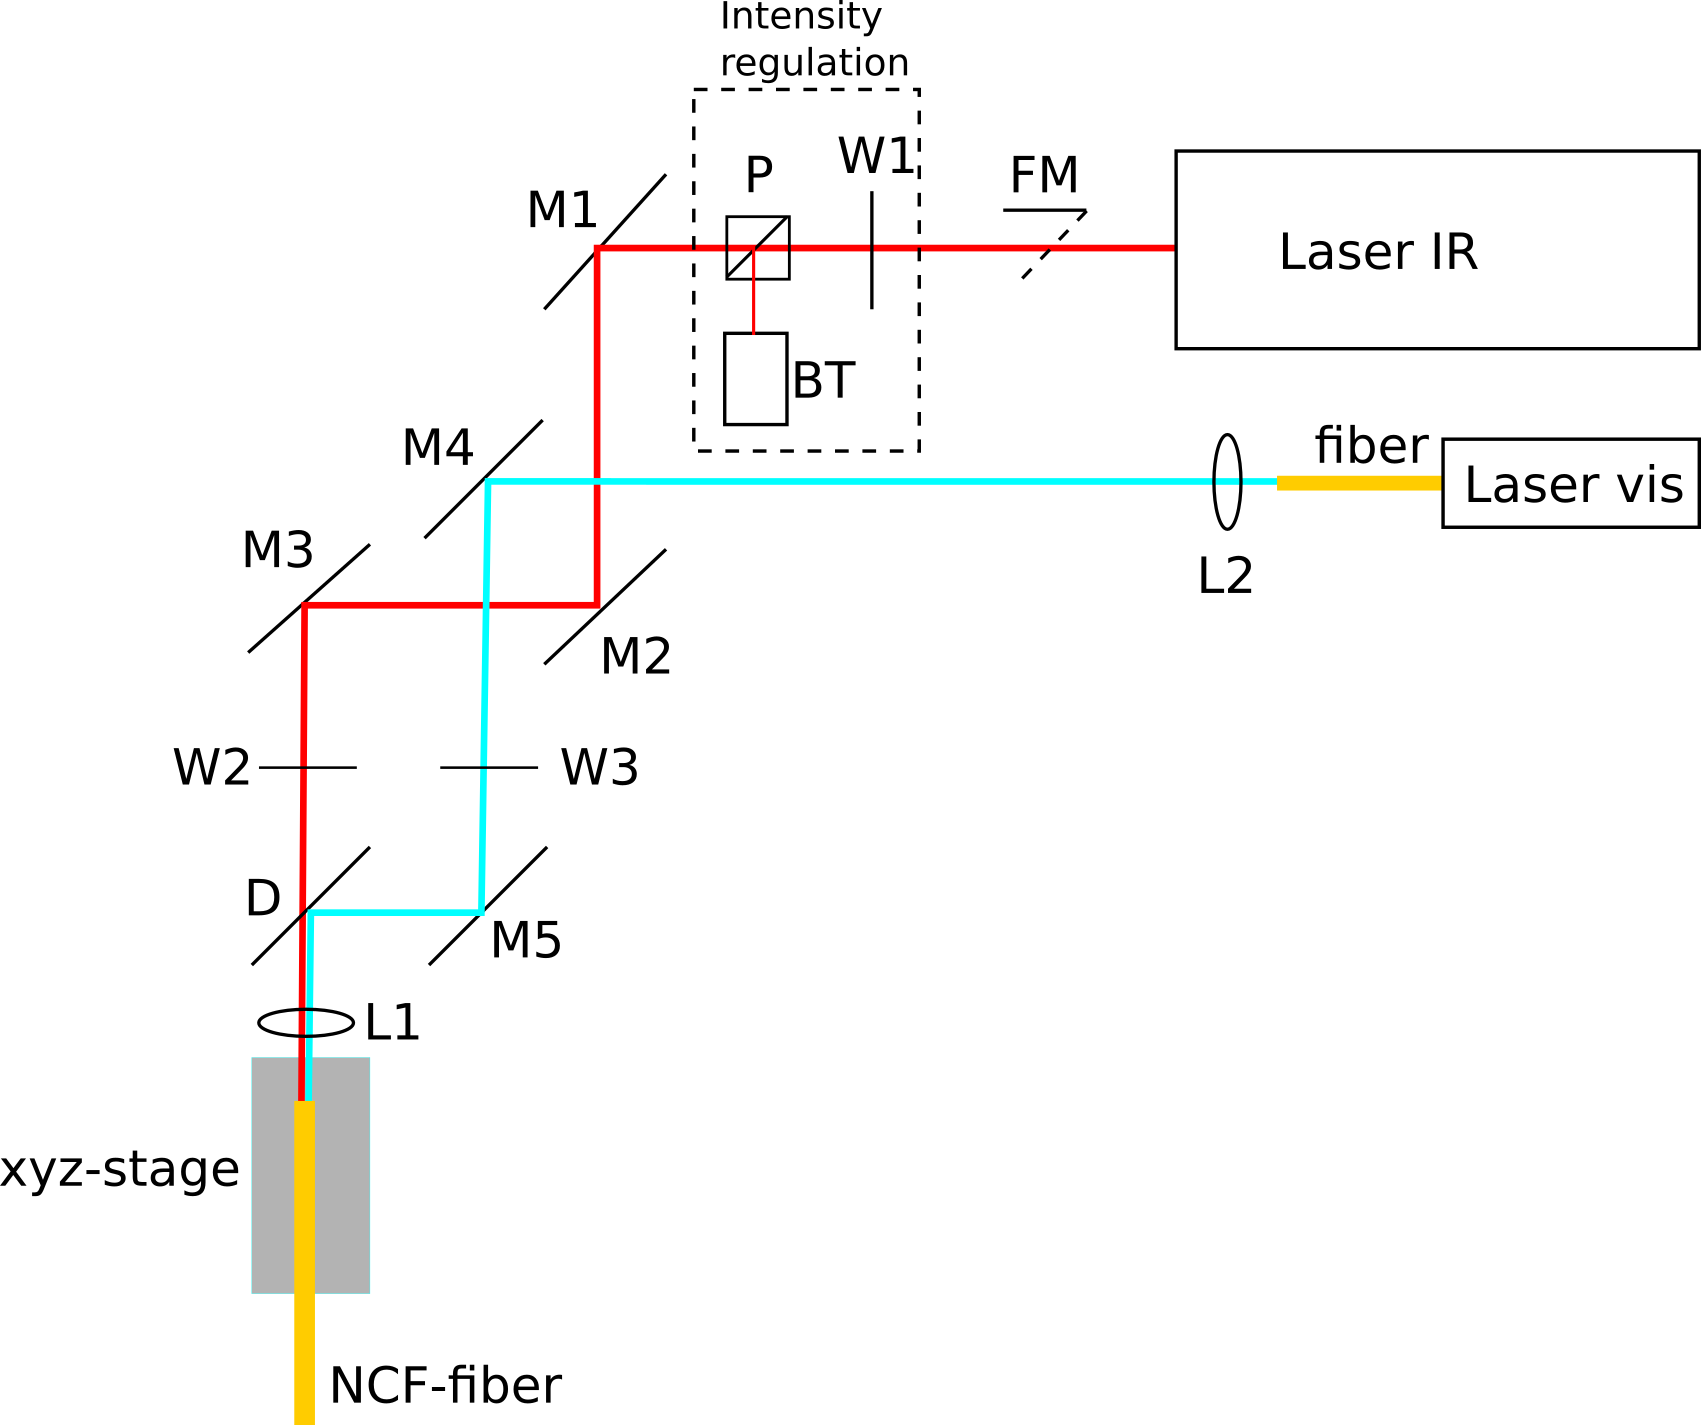 Intensity
regulation
P
W1
FM
M1
Laser IR
BT
M4
fiber
Laser vis
M3
L2
M2
W2
W3
D
M5
L1
xyz-stage
NCF-fiber